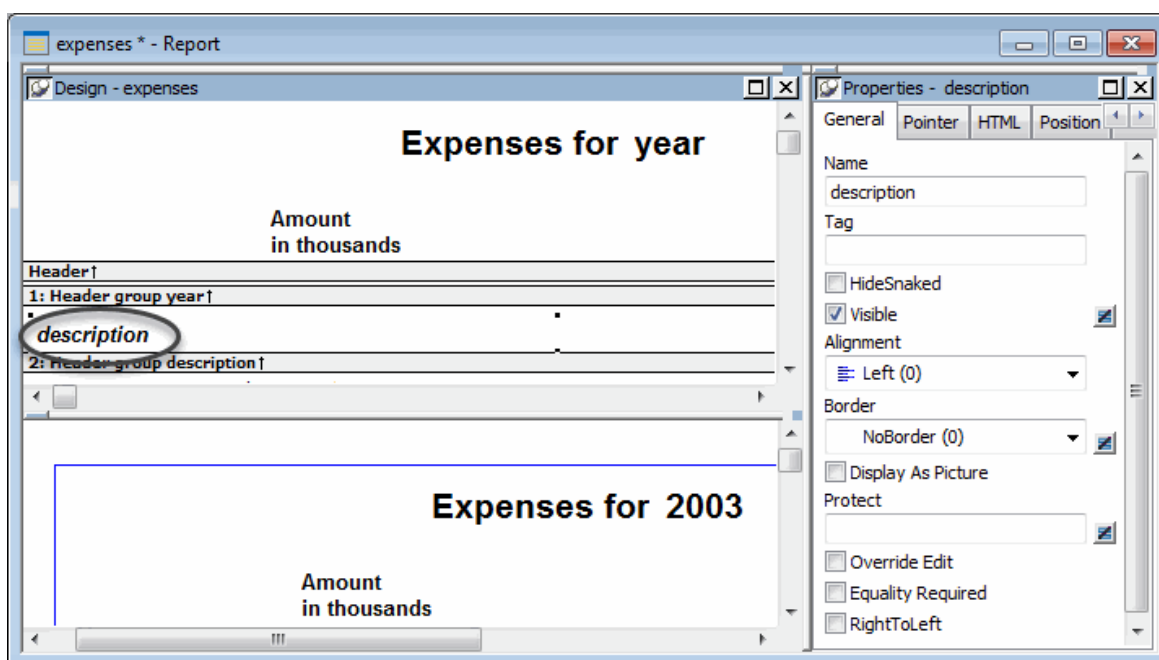 expenses * - Report
Design - expenses
Expenses for year
Amount
in thousands
Header↑
1: Header group year↑
description
2: Header group description↑
Expenses for 2003
Amount
in thousands
Properties - description
General Pointer HTML Position
Name
description
Tag
HideSnaked
Visible
Alignment
Left (0)
Border
NoBorder (0)
Display As Picture
Protect
Override Edit
Equality Required
RightToLeft